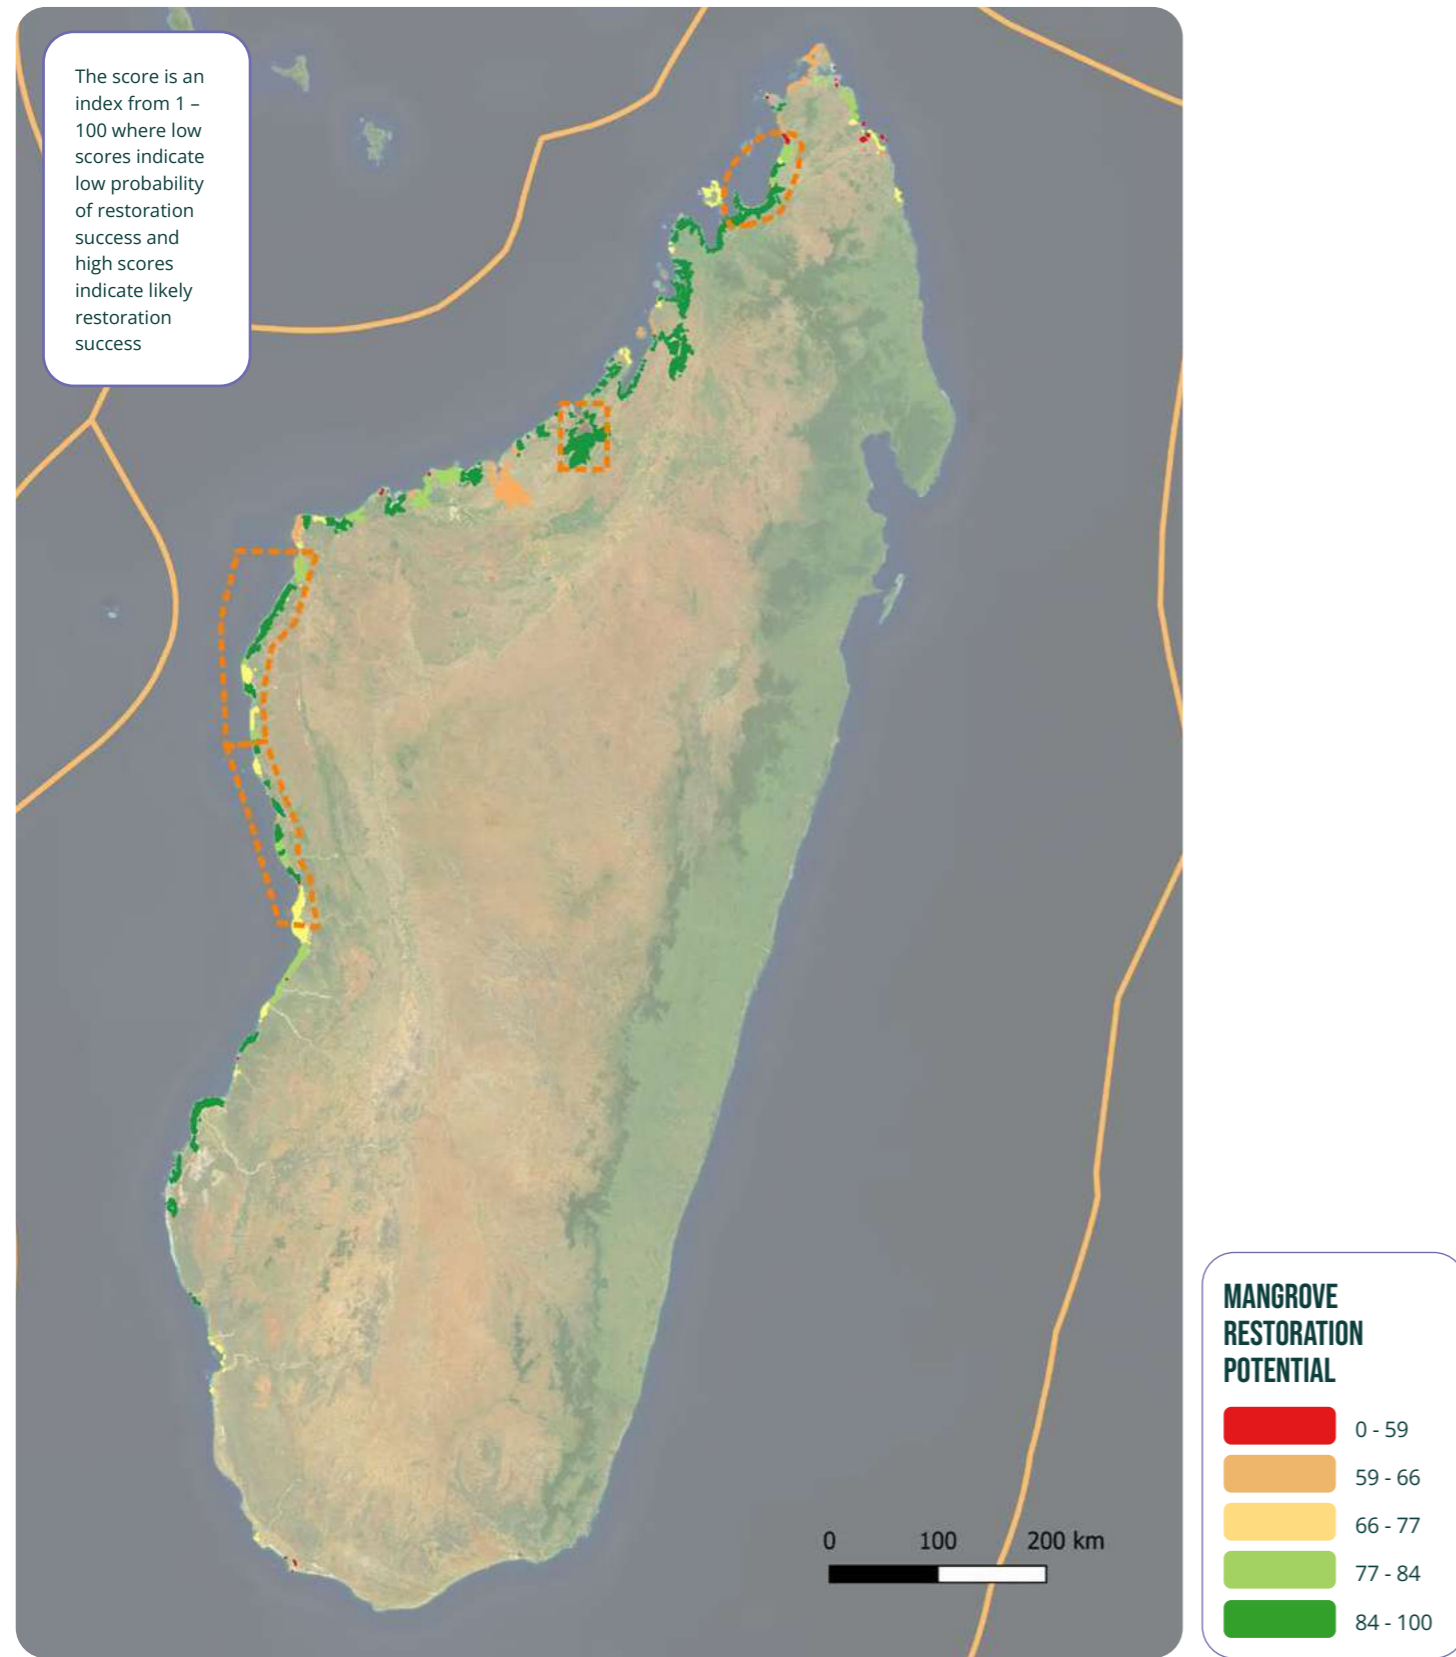 The score is an
index from 1 –
100 where low
scores indicate
low probability
of restoration
success and
high scores
indicate likely
restoration
success
0 100 200 km
MANGROVE
RESTORATION
POTENTIAL
0 - 59
59 - 66
66 - 77
77 - 84
84 - 100